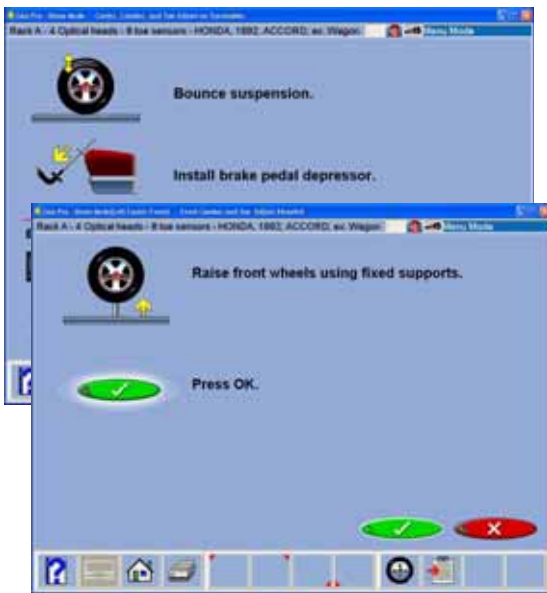 Rack A - 4 Optical heads - 8 toe sensors - HONDA, 1992, ACCORD, ex. Wagon
Menu Mode
Bounce suspension.
Install brake pedal depressor.
Rack A - 4 Optical heads - 8 toe sensors - HONDA, 1992, ACCORD, ex. Wagon
Menu Mode
Raise front wheels using fixed supports.
Press OK.